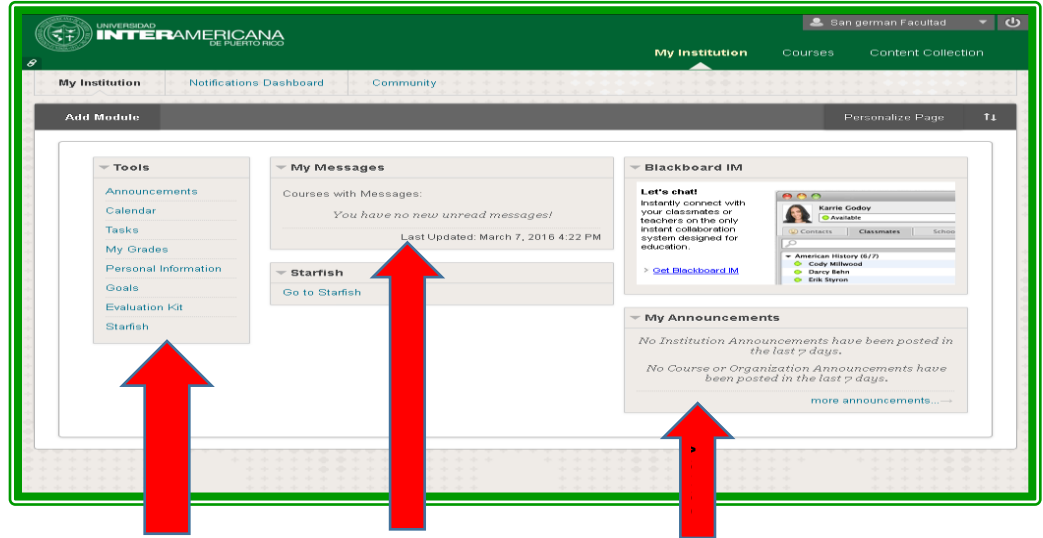 UNIVERSIDAD
INTERAMERICANA
DE PUERTO RICO
San german Facultad
My Institution
Courses
Content Collection
My Institution
Notifications Dashboard
Community
Add Module
Personalize Page
Tools
Announcements
Calendar
Tasks
My Grades
Personal Information
Goals
Evaluation Kit
Starfish
My Messages
Courses with Messages:
You have no new unread messages!
Last Updated: March 7, 2016 4:22 PM
Starfish
Go to Starfish
Blackboard IM
Let's chat!
Instantly connect with
your classmates or
teachers on the only
instant collaboration
system designed for
education.
> Get Blackboard IM
Karrie Godoy
Available
Contacts
Classmates
Schoo
American History (6/7)
Cody Millwood
Darcy Behn
Erik Styron
My Announcements
No Institution Announcements have been posted in
the last 7 days.
No Course or Organization Announcements have
been posted in the last 7 days.
more announcements...→